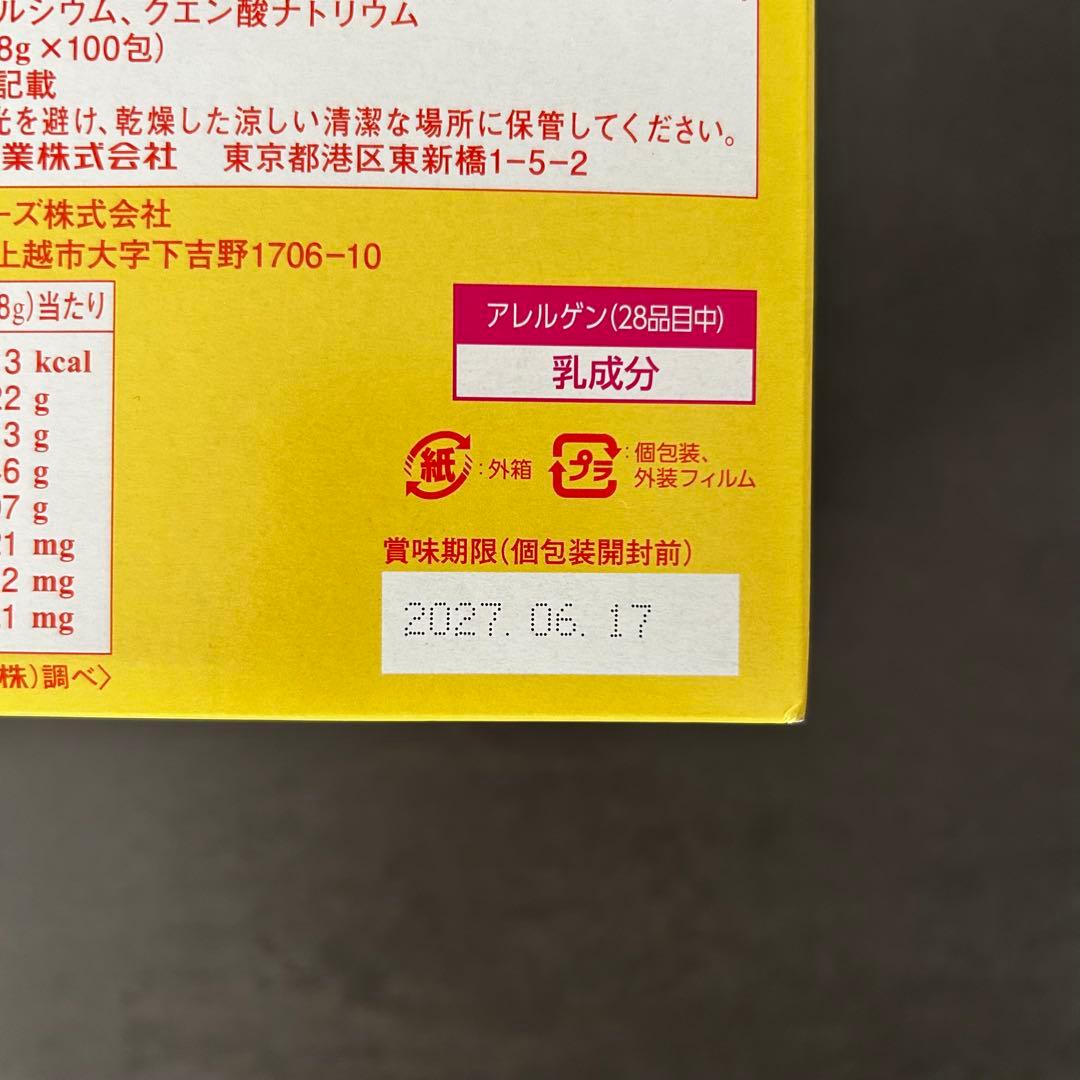 ルシウム、クエン酸ナトリウム
8g×100包)
記載
光を避け、乾燥した涼しい清潔な場所に保管してください。
業株式会社 東京都港区東新橋1-5-2
ーズ株式会社
上越市大字下吉野1706-10
8g)当たり
3 kcal
2 g
3 g
6 g
7 g
1 mg
2 mg
1 mg
株)調べ〉
アレルゲン(28品目中)
乳成分
紙:外箱
プラ:個包装、
外装フィルム
賞味期限(個包装開封前)
2027.06.17